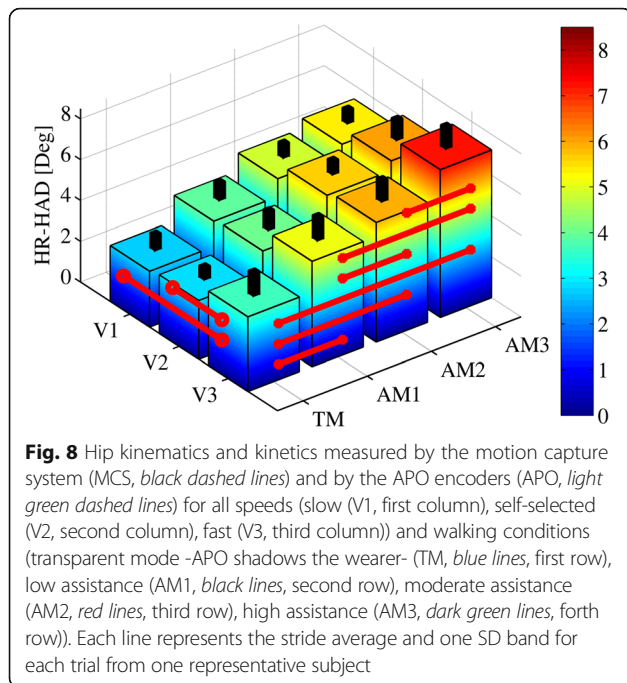 8
6
4
2
0
HR-HAD [Deg]
V1
V2
V3
TM
AM1
AM2
AM3
8
7
6
5
4
3
2
1
0
Fig. 8 Hip kinematics and kinetics measured by the motion capture
system (MCS, black dashed lines) and by the APO encoders (APO, light
green dashed lines) for all speeds (slow (V1, first column), self-selected
(V2, second column), fast (V3, third column)) and walking conditions
(transparent mode -APO shadows the wearer- (TM, blue lines, first row),
low assistance (AM1, black lines, second row), moderate assistance
(AM2, red lines, third row), high assistance (AM3, dark green lines, forth
row)). Each line represents the stride average and one SD band for
each trial from one representative subject